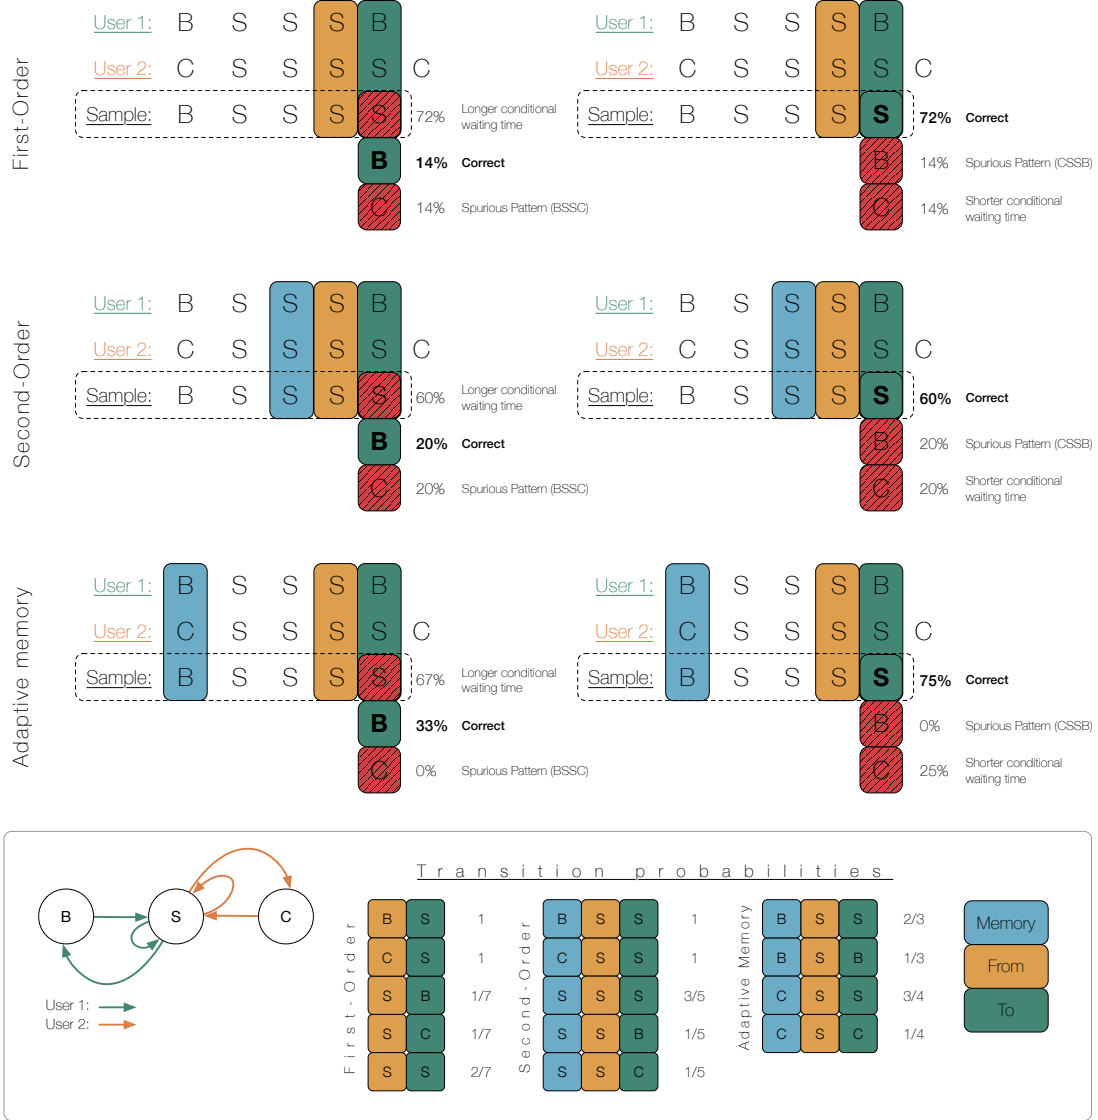 First-Order
User 1: B S S S B
User 2: C S S S S C
Sample: B S S S S 72% Longer conditional
waiting time
B 14% Correct
C 14% Spurious Pattern (BSSC)
User 1: B S S S B
User 2: C S S S S C
Sample: B S S S S 72% Correct
B 14% Spurious Pattern (CSSB)
C 14% Shorter conditional
waiting time
Second-Order
User 1: B S S S B
User 2: C S S S S C
Sample: B S S S S 60% Longer conditional
waiting time
B 20% Correct
C 20% Spurious Pattern (BSSC)
User 1: B S S S B
User 2: C S S S S C
Sample: B S S S S 60% Correct
B 20% Spurious Pattern (CSSB)
C 20% Shorter conditional
waiting time
Adaptive memory
User 1: B S S S B
User 2: C S S S S C
Sample: B S S S S 67% Longer conditional
waiting time
B 33% Correct
C 0% Spurious Pattern (BSSC)
User 1: B S S S B
User 2: C S S S S C
Sample: B S S S S 75% Correct
B 0% Spurious Pattern (CSSB)
C 25% Shorter conditional
waiting time
B S C
User 1:
User 2:
Transition probabilities
First-Order
B S 1
C S 1
S B 1/7
S C 1/7
S S 2/7
Second-Order
B S S 1
C S S 1
S S S 3/5
S S B 1/5
S S C 1/5
Adaptive Memory
B S S 2/3
B S B 1/3
C S S 3/4
C S C 1/4
Memory
From
To